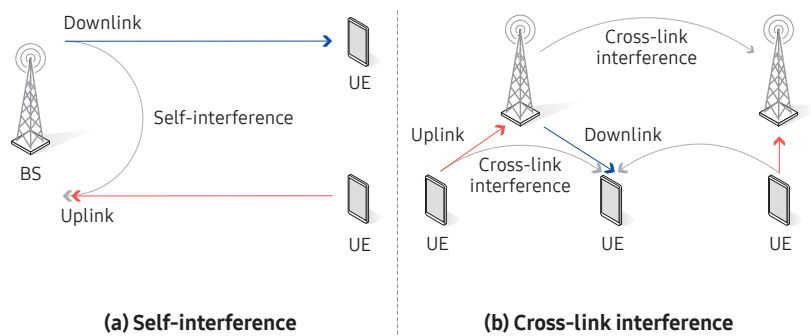 Downlink
UE
Self-interference
BS
Uplink
UE
(a) Self-interference
Cross-link
interference
Uplink
Downlink
Cross-link
interference
UE
UE
UE
(b) Cross-link interference